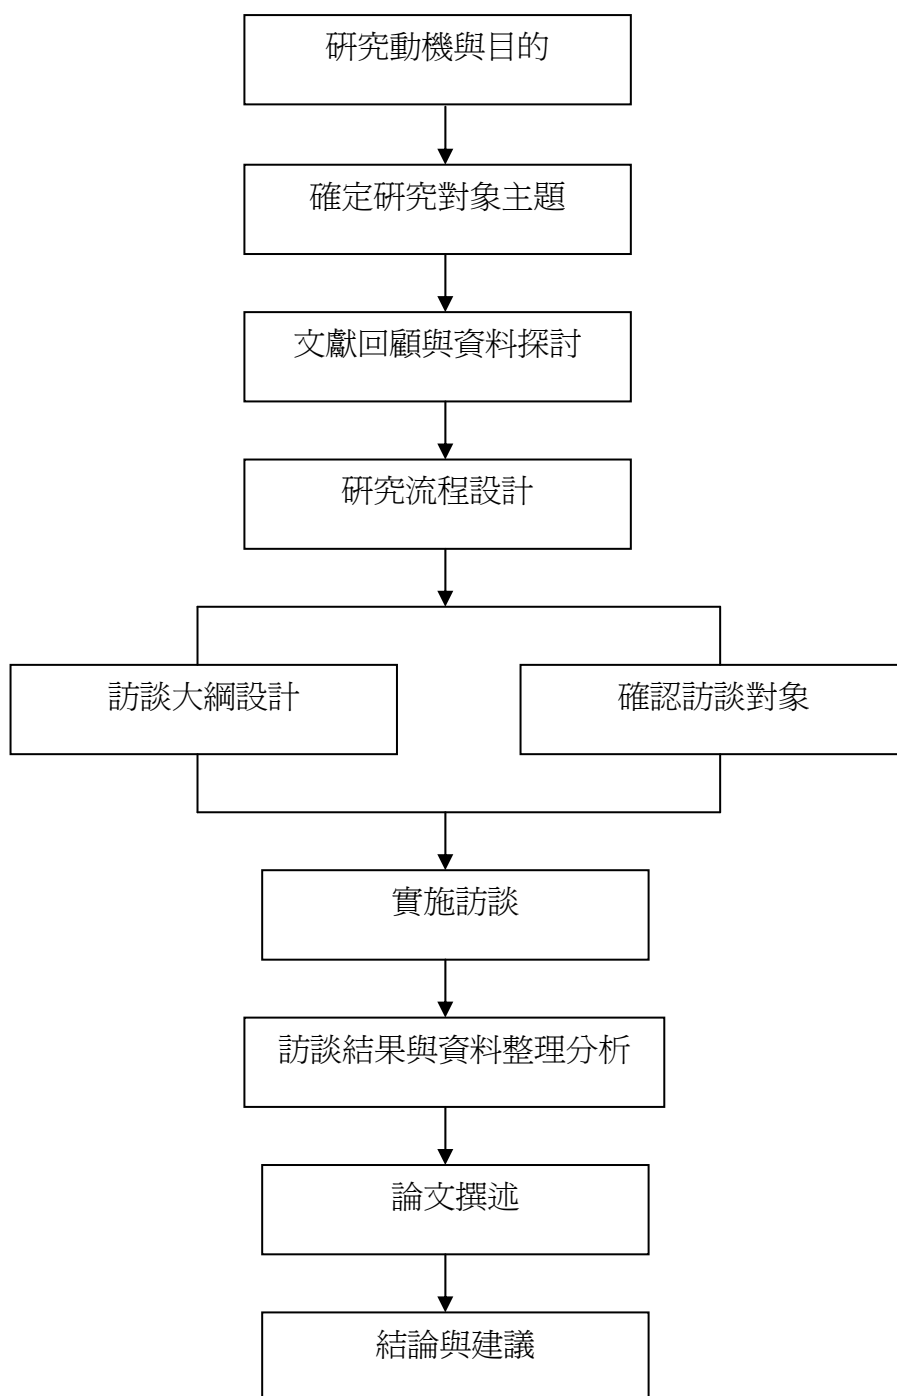 研究動機與目的
確定研究對象主題
文獻回顧與資料探討
研究流程設計
訪談大綱設計
確認訪談對象
實施訪談
訪談結果與資料整理分析
論文撰述
結論與建議